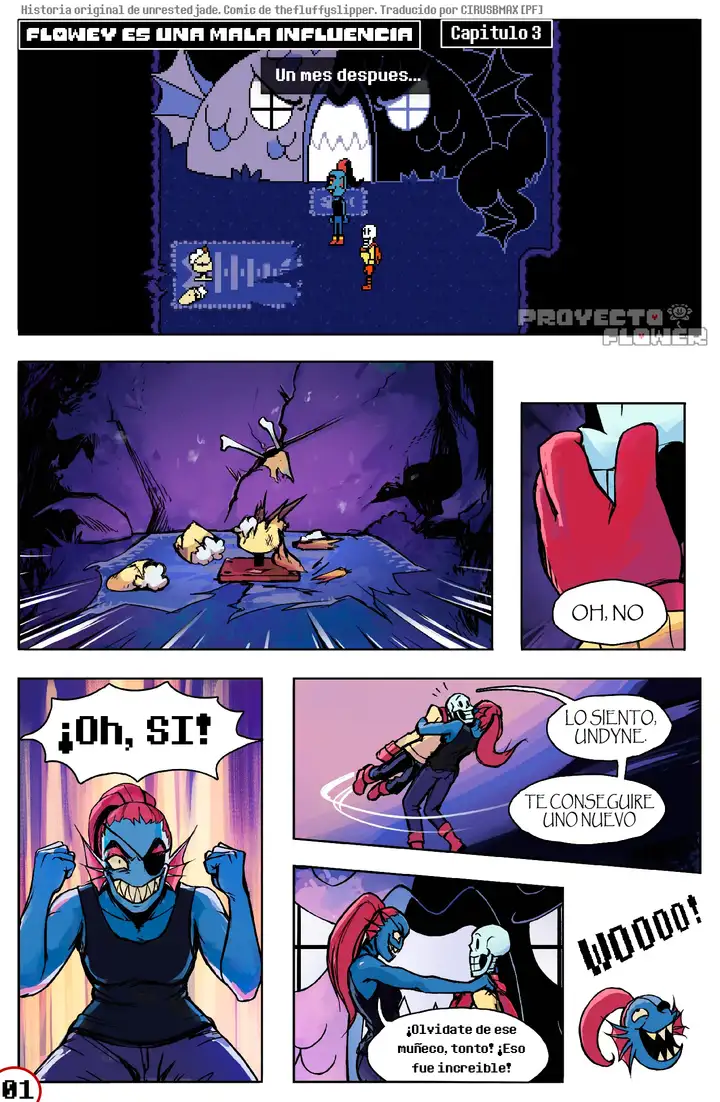 Historia original de unrestedjade. Comic de thefluffyslipper. Traducido por CIRUSBMAX [PF]
FLOWEY ES UNA MALA INFLUENCIA
Capitulo 3
Un mes despues...
PROYECTO
FLOWER
OH, NO
¡Oh, SI!
LO SIENTO,
UNDYNE.
TE CONSEGUIRE
UNO NUEVO
WOOOO!
¡Olvidate de ese
muñeco, tonto! ¡Eso
fue increible!
01